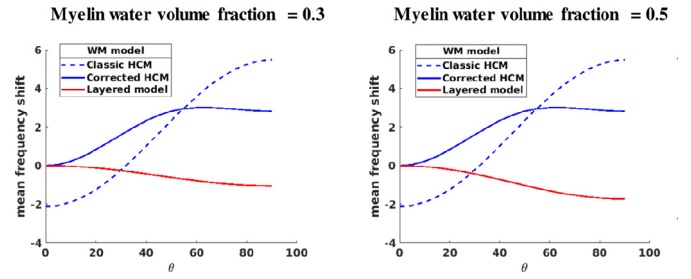 Myelin water volume fraction = 0.3
6
4
2
0
-2
-4
mean frequency shift
WM model
Classic HCM
Corrected HCM
Layered model
0 20 40 60 80 100
θ
Myelin water volume fraction = 0.5
6
4
2
0
-2
-4
mean frequency shift
WM model
Classic HCM
Corrected HCM
Layered model
0 20 40 60 80 100
θ